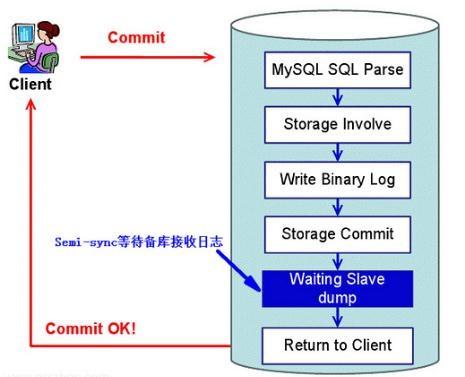 Commit
Client
MySQL SQL Parse
Storage Involve
Write Binary Log
Storage Commit
Semi-sync等待备库接收日志
Waiting Slave
dump
Commit OK!
Return to Client